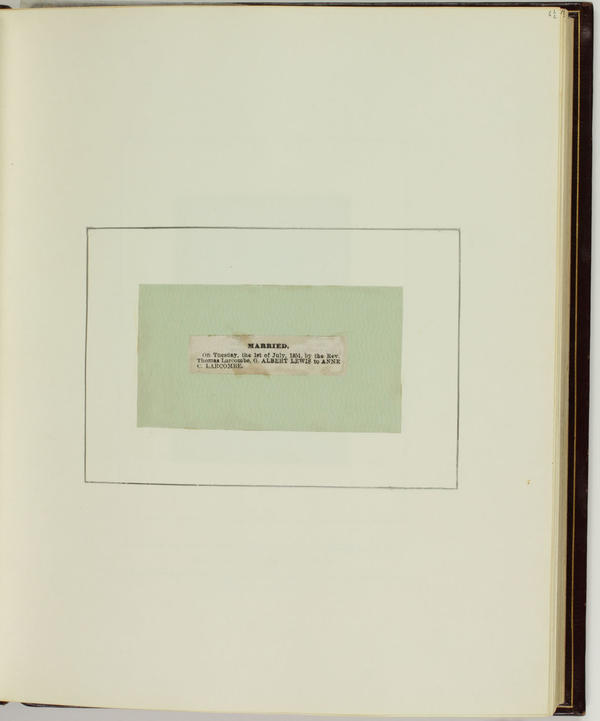 MARRIED,
On Tuesday, the 1st of July, 1851, by the Rev.
Thomas Larcombe, G. ALBERT LEWIS to ANNE
C. LARCOMBE.